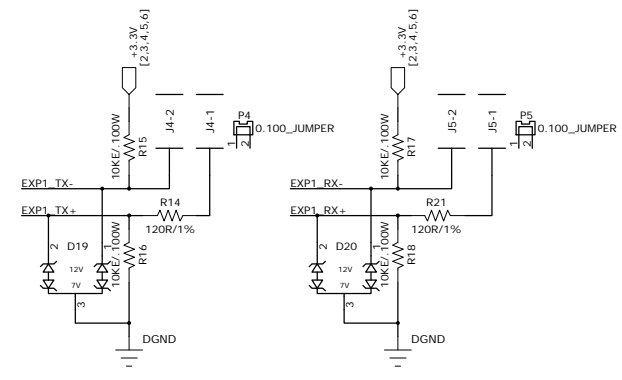 +3.3V
[2,3,4,5,6]
10KE/.100W
R15
J4-2
J4-1
P4
0.100_JUMPER
1
2
EXP1_TX-
EXP1_TX+
R14
120R/1%
D19
2
1
12V
7V
3
10KE/.100W
R16
DGND
+3.3V
[2,3,4,5,6]
10KE/.100W
R17
J5-2
J5-1
P5
0.100_JUMPER
1
2
EXP1_RX-
EXP1_RX+
R21
120R/1%
D20
2
1
12V
7V
3
10KE/.100W
R18
DGND